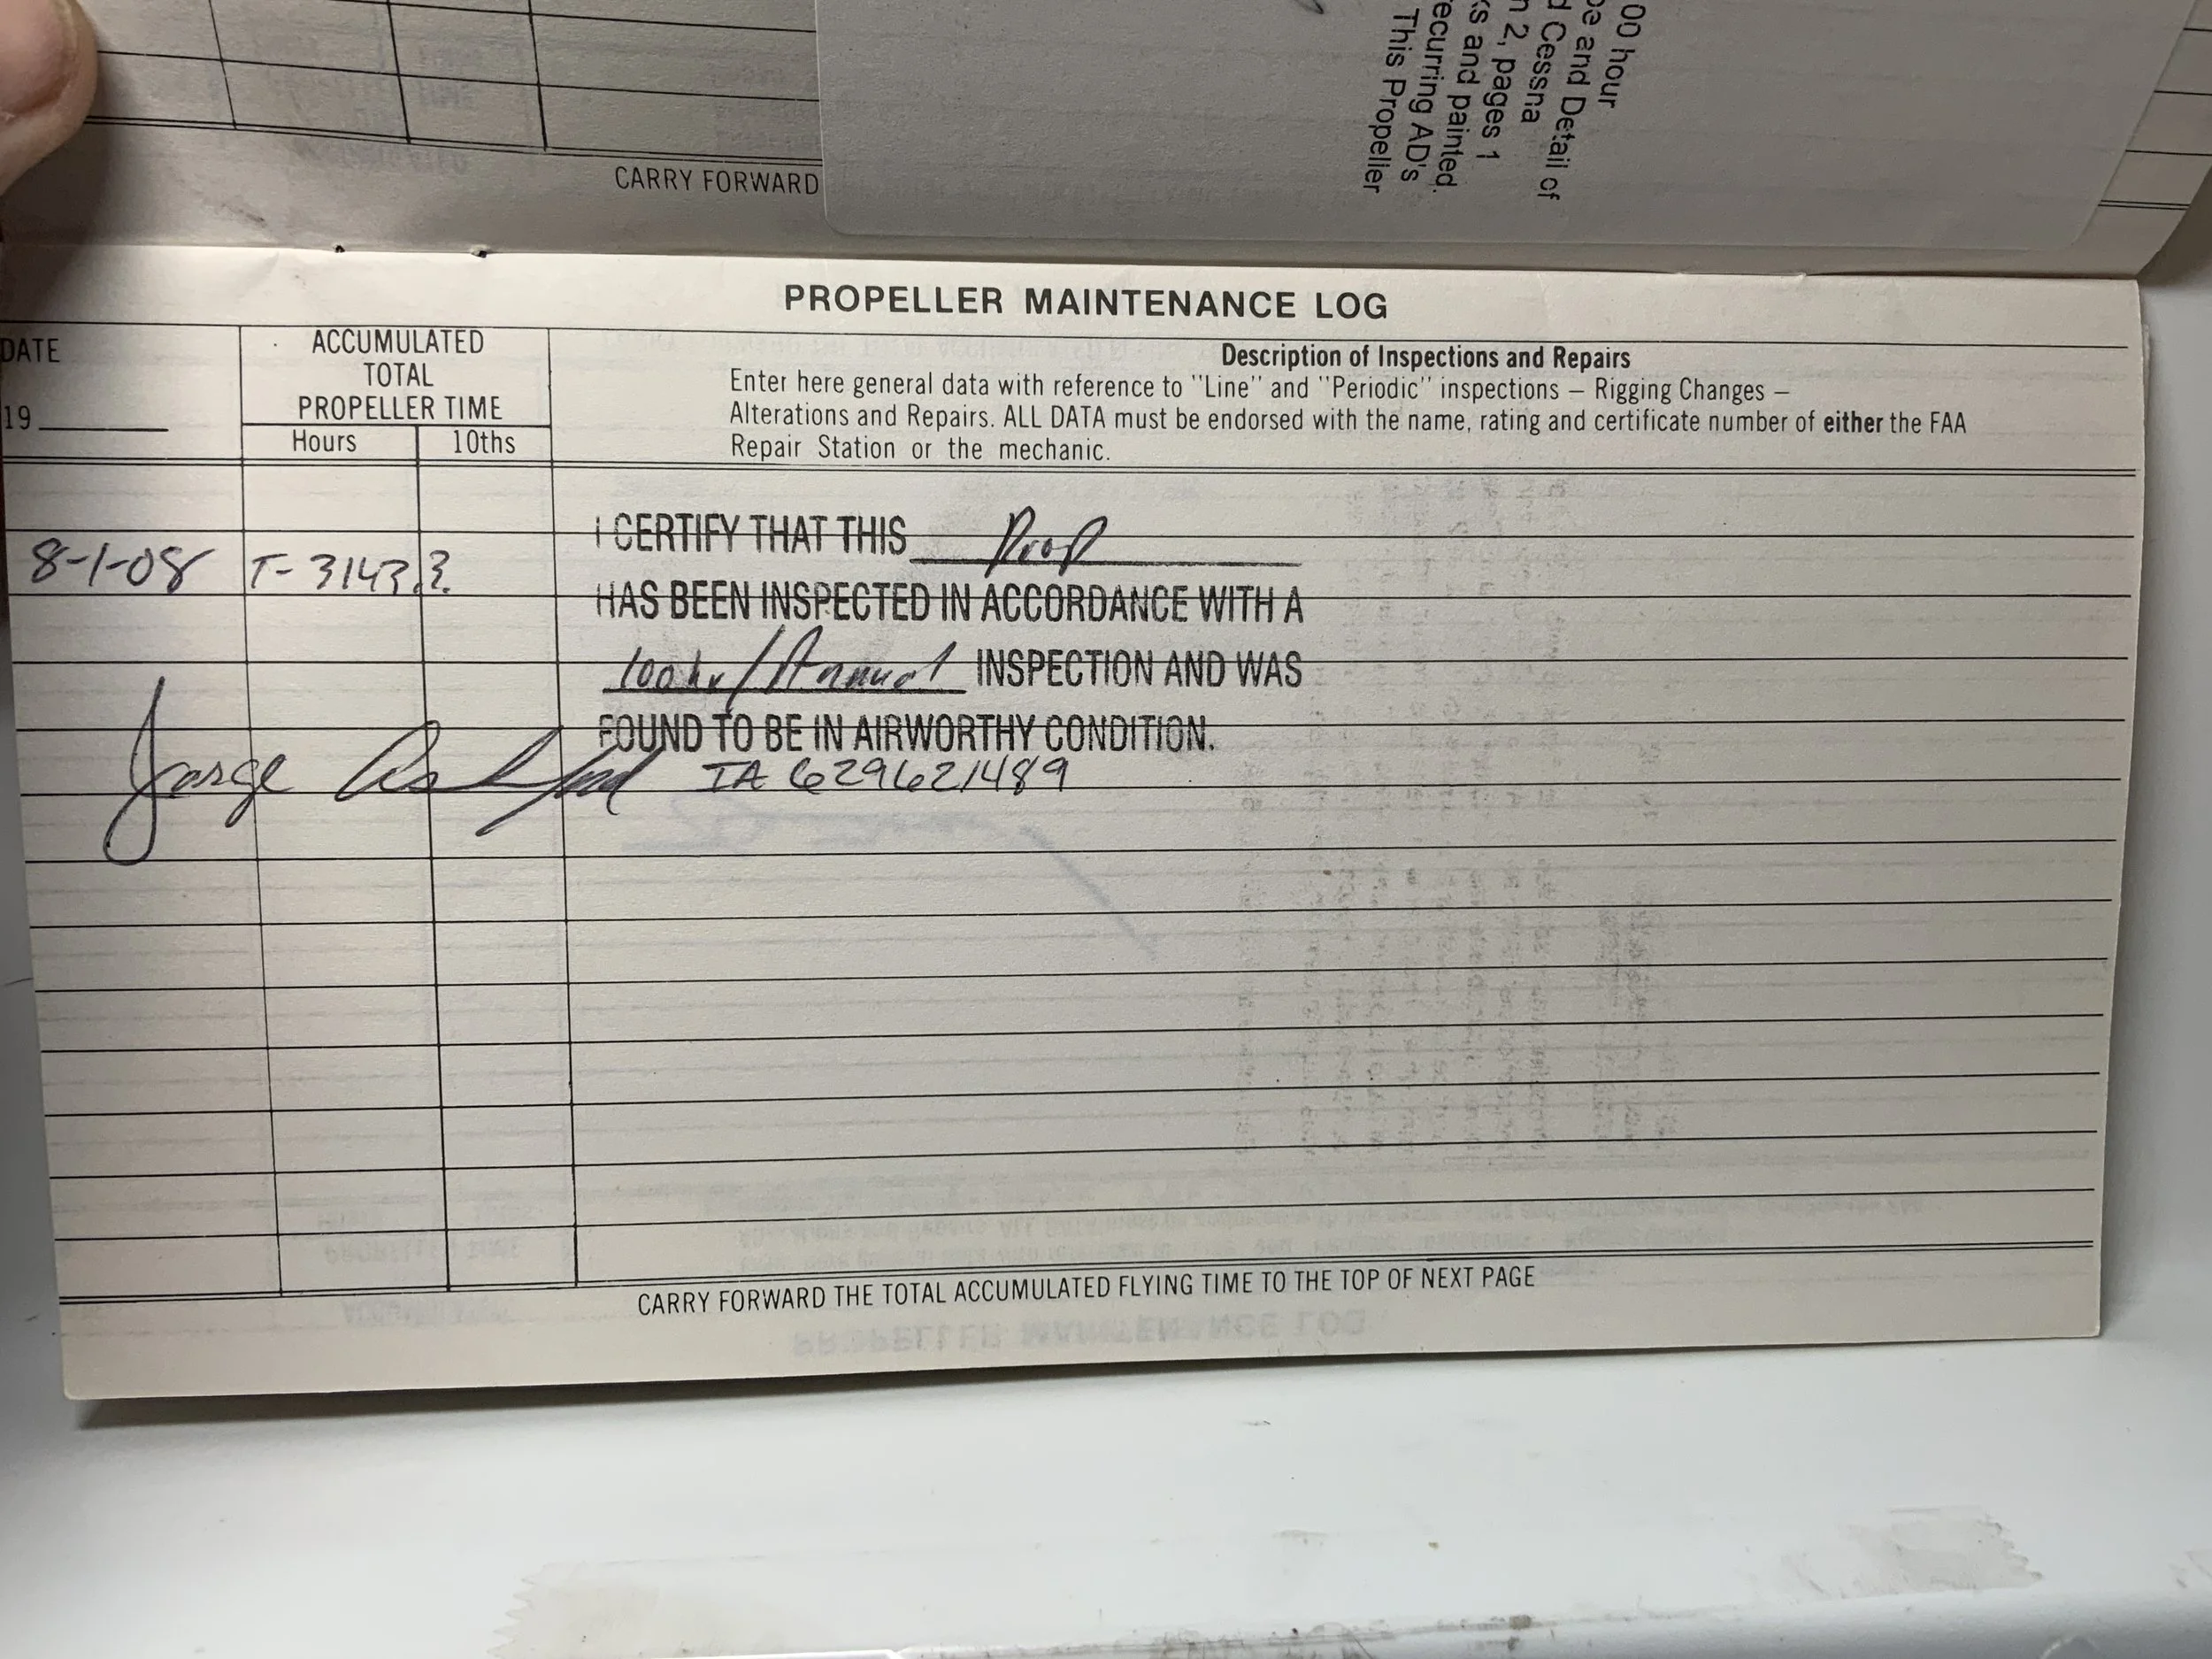 00 hour
pe and Detail of
d Cessna
n 2, pages 1
ks and painted.
ecurring AD's
This Propeller
CARRY FORWARD
PROPELLER MAINTENANCE LOG
DATE
19
ACCUMULATED
TOTAL
PROPELLER TIME
Hours 10ths
Description of Inspections and Repairs
Enter here general data with reference to "Line" and "Periodic" inspections — Rigging Changes —
Alterations and Repairs. ALL DATA must be endorsed with the name, rating and certificate number of either the FAA
Repair Station or the mechanic.
I CERTIFY THAT THIS Prop
8-1-08 T- 3143.3
HAS BEEN INSPECTED IN ACCORDANCE WITH A
100hr/Annual INSPECTION AND WAS
FOUND TO BE IN AIRWORTHY CONDITION.
Jorge IA 629621489
CARRY FORWARD THE TOTAL ACCUMULATED FLYING TIME TO THE TOP OF NEXT PAGE